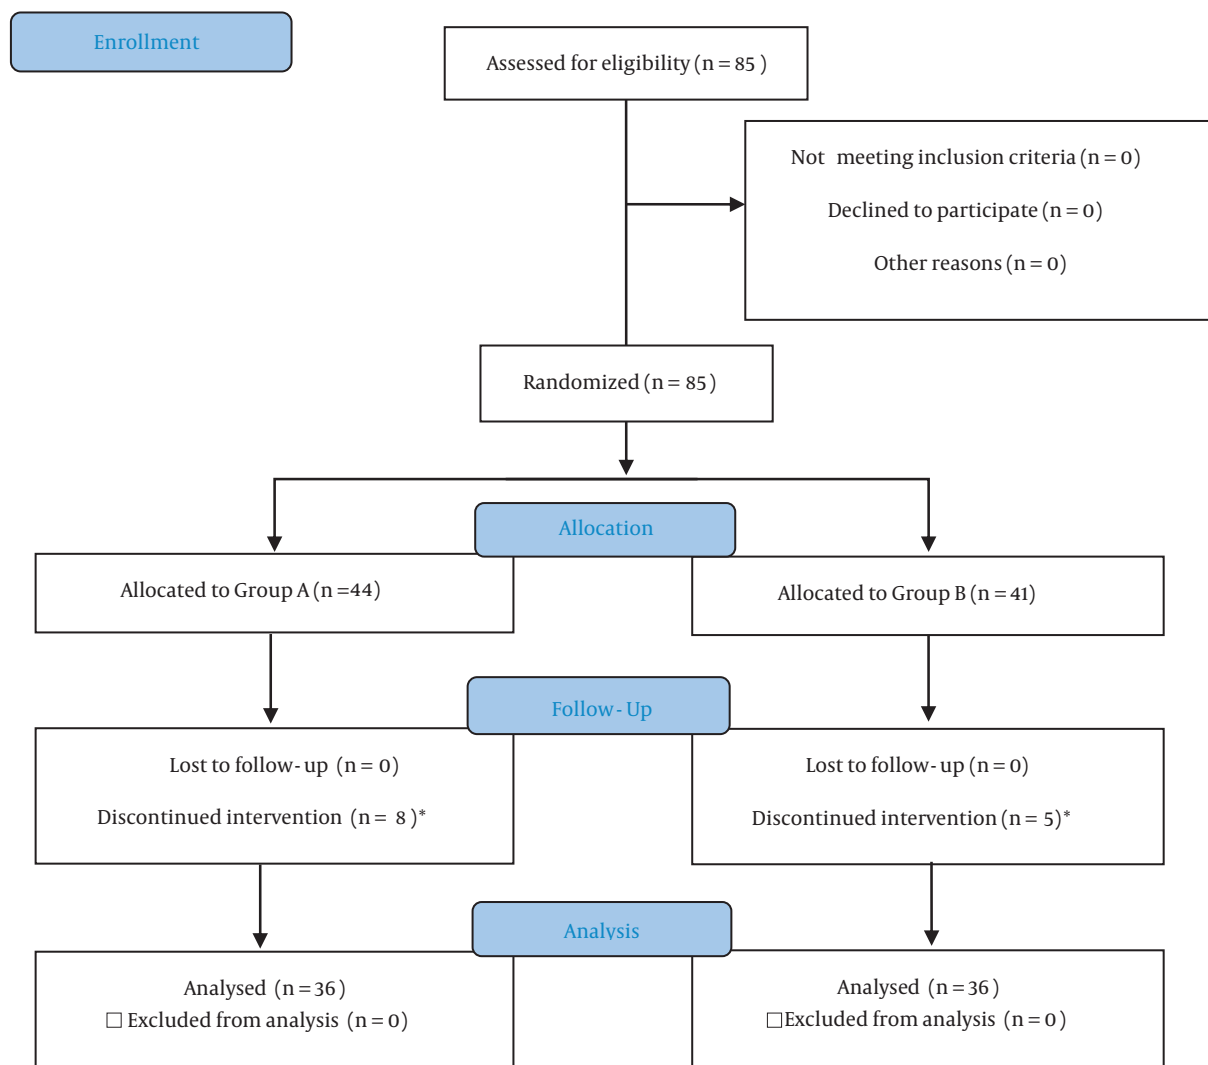 Enrollment
Assessed for eligibility (n = 85 )
Not meeting inclusion criteria (n = 0)
Declined to participate (n = 0)
Other reasons (n = 0)
Randomized (n = 85 )
Allocation
Allocated to Group A (n =44)
Allocated to Group B (n = 41)
Follow- Up
Lost to follow- up (n = 0)
Discontinued intervention (n = 8 )*
Lost to follow- up (n = 0)
Discontinued intervention (n = 5)*
Analysis
Analysed (n = 36)
□ Excluded from analysis (n = 0)
Analysed (n = 36)
□ Excluded from analysis (n = 0)